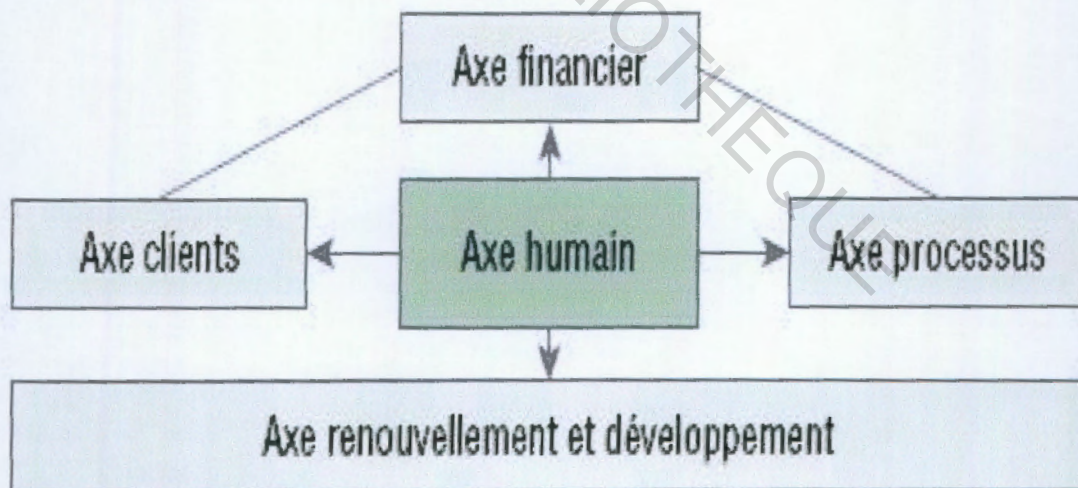 Axe financier
Axe clients
Axe humain
Axe processus
Axe renouvellement et développement